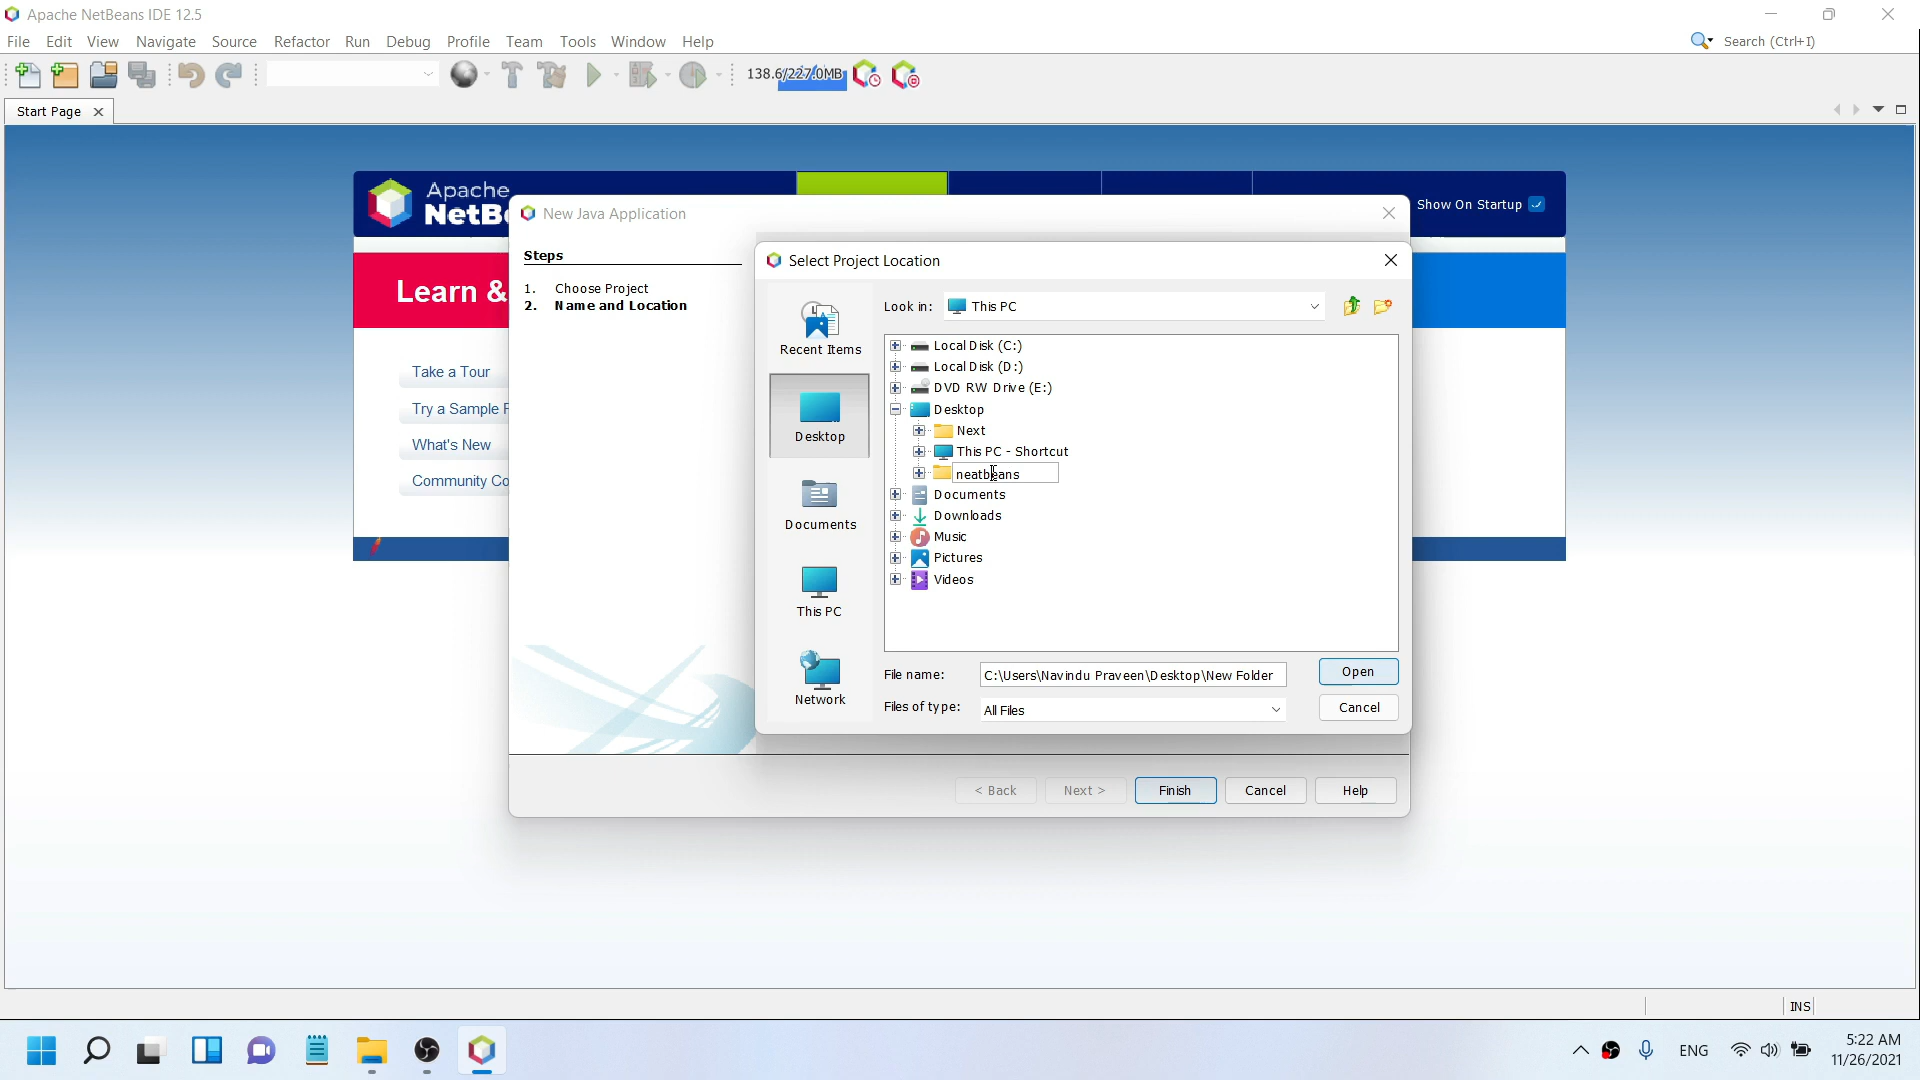 Apache NetBeans IDE 12.5
File Edit View Navigate Source Refactor Run Debug Profile Team Tools Window Help
Search (Ctrl+I)
138.6/227.0MB
Start Page
Apache
NetBe
Show On Startup
New Java Application
Steps
1. Choose Project
2. Name and Location
Learn &
Take a Tour
Try a Sample P
What's New
Community Co
Select Project Location
Look in: This PC
Recent Items
Desktop
Documents
This PC
Network
Local Disk (C:)
Local Disk (D:)
DVD RW Drive (E:)
Desktop
Next
This PC - Shortcut
neatbeans
Documents
Downloads
Music
Pictures
Videos
File name: C:\Users\Navindu Praveen\Desktop\New Folder
Open
Files of type: All Files
Cancel
< Back Next > Finish Cancel Help
INS
ENG
5:22 AM
11/26/2021